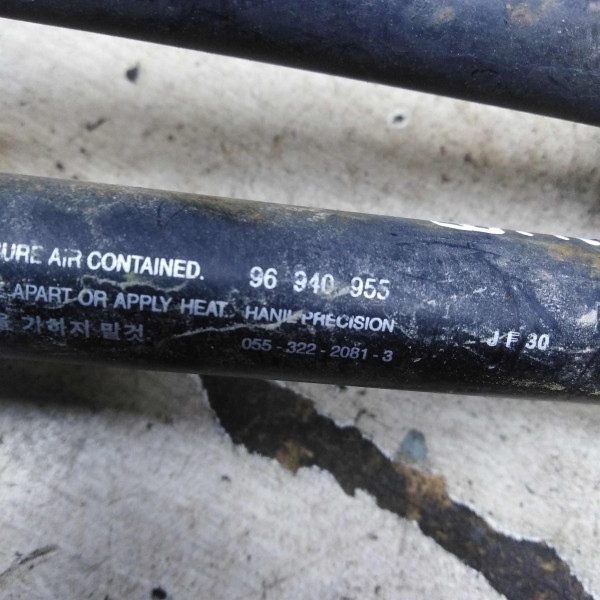 SURE AIR CONTAINED. 96 940 955
APART OR APPLY HEAT. HANIL PRECISION
가하지 말것 055-322-2081-3
30